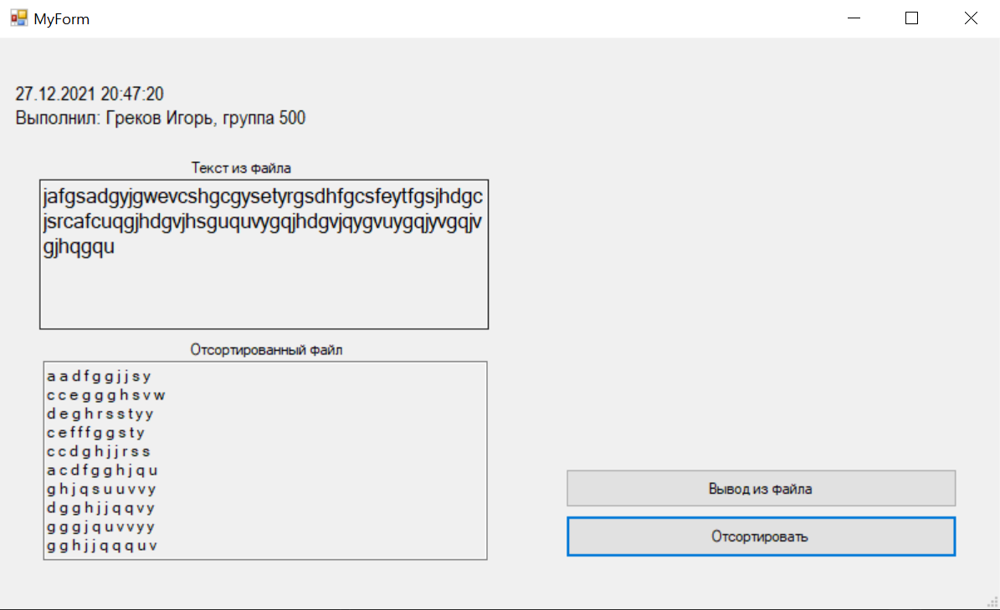 MyForm
27.12.2021 20:47:20
Выполнил: Греков Игорь, группа 500
Текст из файла
jafgsadgyjgwevcshgcgysetyrgsdhfgcsfeytfgsjhdgc
jsrcafcuqgjhdgvjhsguquvygqjhdgvjqygvuygqjyvgqjv
gjhqgqu
Отсортированный файл
a a d f g g j j s y
c c e g g g h s v w
d e g h r s s t y y
c e f f f g g s t y
c c d g h j j r s s
a c d f g g h j q u
g h j q s u u v v y
d g g h j j q q v y
g g g j q u v v y y
g g h j j q q q u v
Вывод из файла
Отсортировать